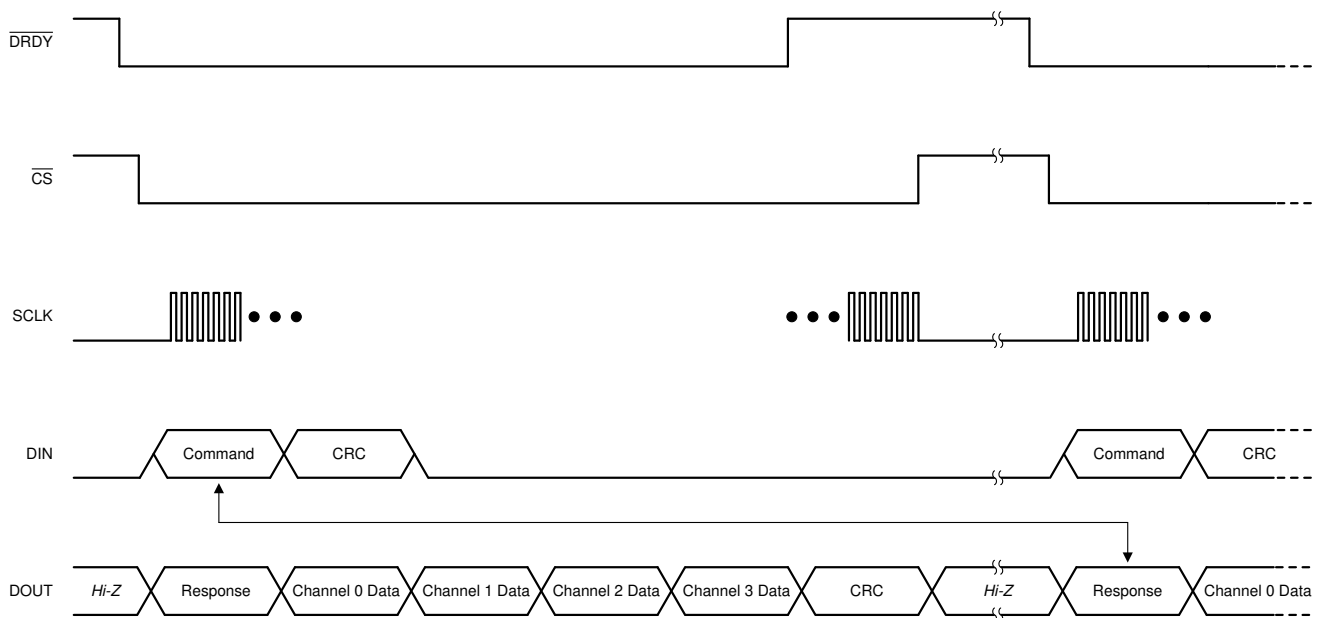 DRDY
CS
SCLK
DIN
Command
CRC
Command
CRC
DOUT
Hi-Z
Response
Channel 0 Data
Channel 1 Data
Channel 2 Data
Channel 3 Data
CRC
Hi-Z
Response
Channel 0 Data